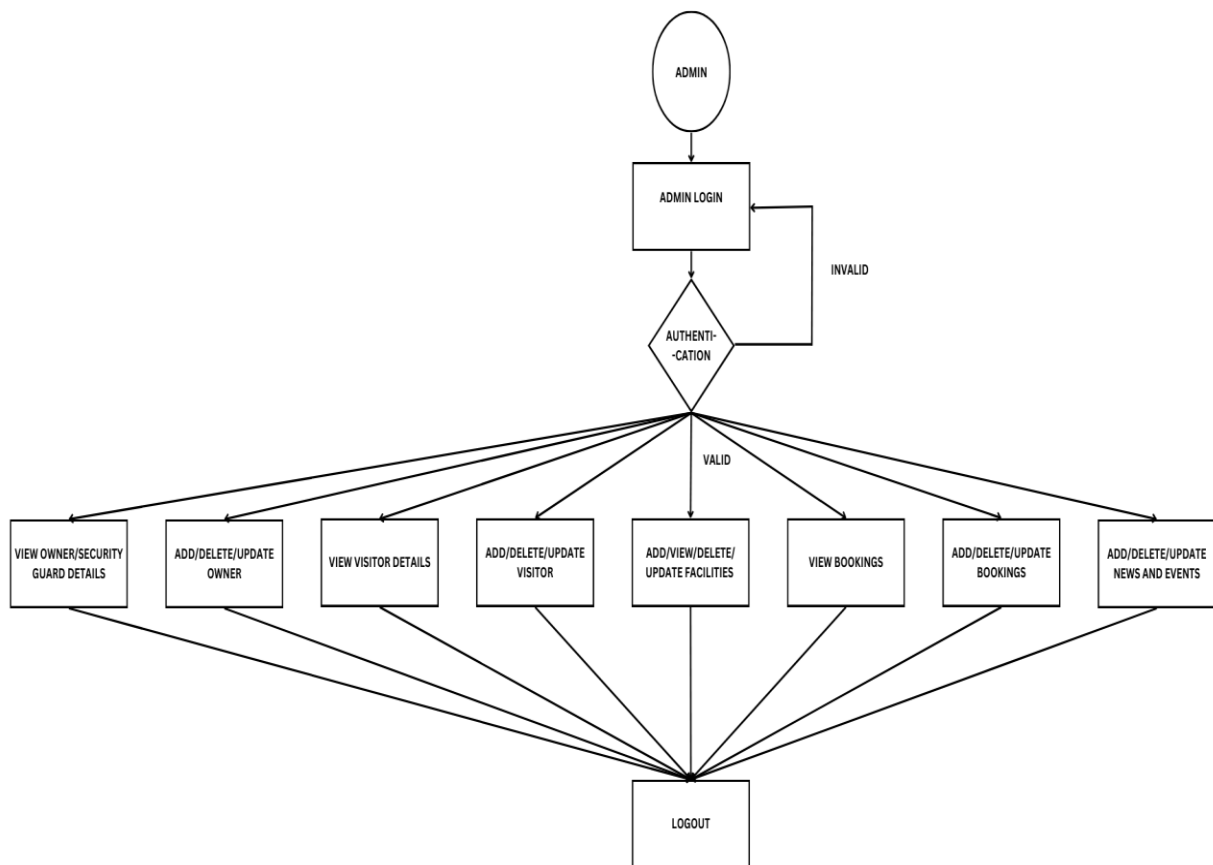 ADMIN
ADMIN LOGIN
INVALID
AUTHENTI-
-CATION
VALID
VIEW OWNER/SECURITY
GUARD DETAILS
ADD/DELETE/UPDATE
OWNER
VIEW VISITOR DETAILS
ADD/DELETE/UPDATE
VISITOR
ADD/VIEW/DELETE/
UPDATE FACILITIES
VIEW BOOKINGS
ADD/DELETE/UPDATE
BOOKINGS
ADD/DELETE/UPDATE
NEWS AND EVENTS
LOGOUT